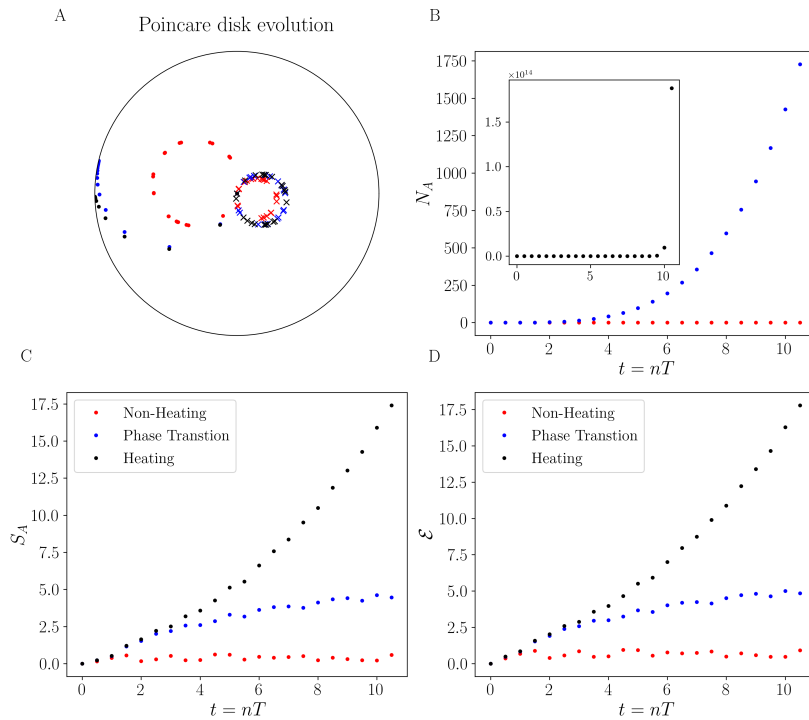 A
Poincare disk evolution
B
1750
1500
1250
1000
750
500
250
0
N_A
×10^14
1.5
1.0
0.5
0.0
0 5 10
0 2 4 6 8 10
t = nT
C
17.5
15.0
12.5
10.0
7.5
5.0
2.5
0.0
S_A
Non-Heating
Phase Transtion
Heating
0 2 4 6 8 10
t = nT
D
17.5
15.0
12.5
10.0
7.5
5.0
2.5
0.0
ℰ
Non-Heating
Phase Transtion
Heating
0 2 4 6 8 10
t = nT